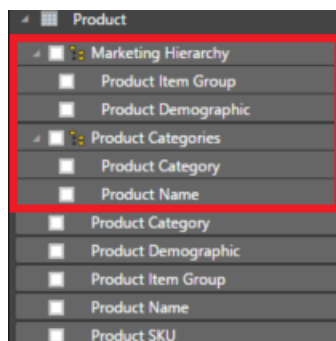 Product
Marketing Hierarchy
Product Item Group
Product Demographic
Product Categories
Product Category
Product Name
Product Category
Product Demographic
Product Item Group
Product Name
Product SKU